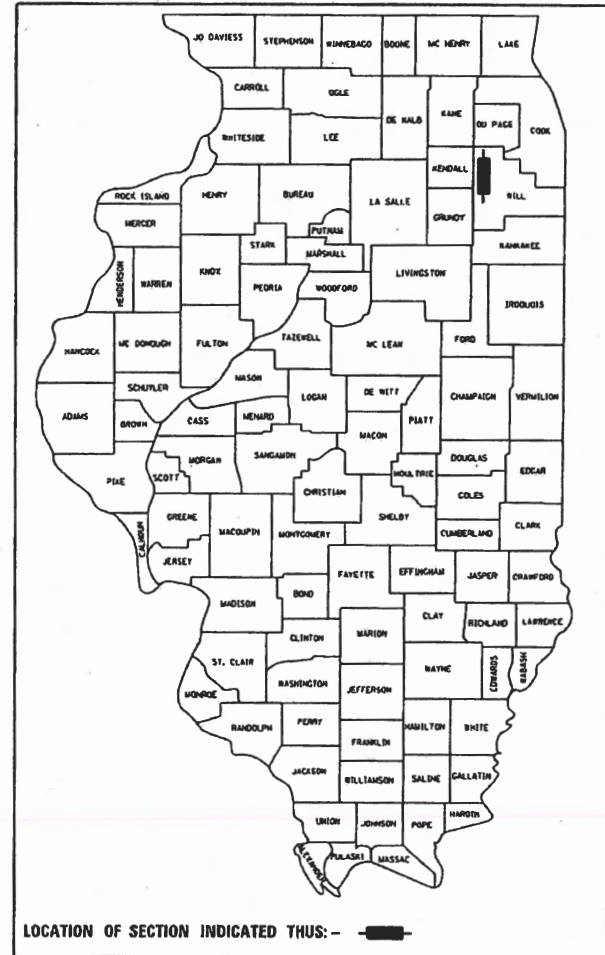 JO DAVIESS STEPHENSON WINNEBAGO BOONE MC HENRY LAKE
CARROLL OGLE DE KALB KANE DU PAGE COOK
WHITESIDE LEE KENDALL WILL
ROCK ISLAND HENRY BUREAU LA SALLE GRUNDY
MERCER PUTNAM KANKAKEE
HENDERSON WARREN KNOX STARK MARSHALL LIVINGSTON
PEORIA WOODFORD IROQUOIS
HANCOCK MC DONOUGH FULTON TAZEWELL MC LEAN FORD
SCHUYLER MASON LOGAN DE WITT CHAMPAIGN VERMILION
ADAMS BROWN CASS MENARD MACON PIATT
PIKE SCOTT MORGAN SANGAMON CHRISTIAN MOULTRIE DOUGLAS EDGAR
COLES
CALHOUN GREENE MACOUPIN MONTGOMERY SHELBY CUMBERLAND CLARK
JERSEY FAYETTE EFFINGHAM JASPER CRAWFORD
MADISON BOND CLAY RICHLAND LAWRENCE
CLINTON MARION
ST. CLAIR WAYNE EDWARDS WABASH
MONROE WASHINGTON JEFFERSON
RANDOLPH PERRY HAMILTON WHITE
FRANKLIN
JACKSON WILLIAMSON SALINE GALLATIN
UNION JOHNSON POPE HARDIN
ALEXANDER PULASKI MASSAC
LOCATION OF SECTION INDICATED THUS: -